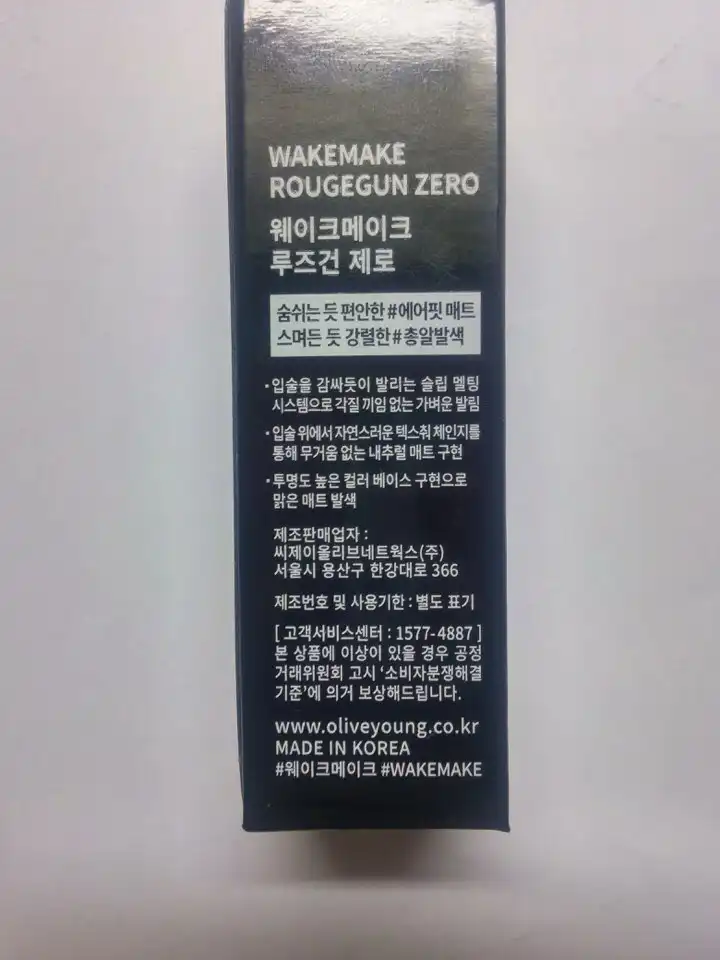 WAKEMAKE
ROUGEGUN ZERO
웨이크메이크
루즈건 제로
숨쉬는 듯 편안한 #에어핏 매트
스며든 듯 강렬한 #총알발색
·입술을 감싸듯이 발리는 슬립 멜팅
시스템으로 각질 끼임 없는 가벼운 발림
·입술 위에서 자연스러운 텍스춰 체인지를
통해 무거움 없는 내추럴 매트 구현
·투명도 높은 컬러 베이스 구현으로
맑은 매트 발색
제조판매업자 :
씨제이올리브네트웍스(주)
서울시 용산구 한강대로 366
제조번호 및 사용기한 : 별도 표기
[ 고객서비스센터 : 1577-4887 ]
본 상품에 이상이 있을 경우 공정
거래위원회 고시 ‘소비자분쟁해결
기준’에 의거 보상해드립니다.
www.oliveyoung.co.kr
MADE IN KOREA
#웨이크메이크 #WAKEMAKE